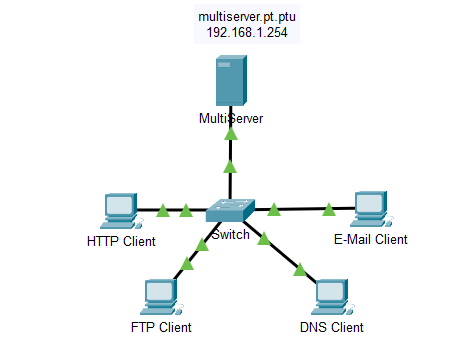 multiserver.pt.ptu
192.168.1.254
MultiServer
HTTP Client
Switch
E-Mail Client
FTP Client
DNS Client